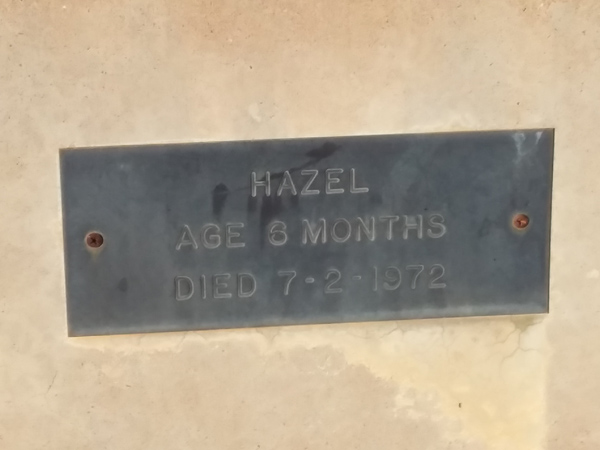 HAZEL
AGE 6 MONTHS
DIED 7-2-1972